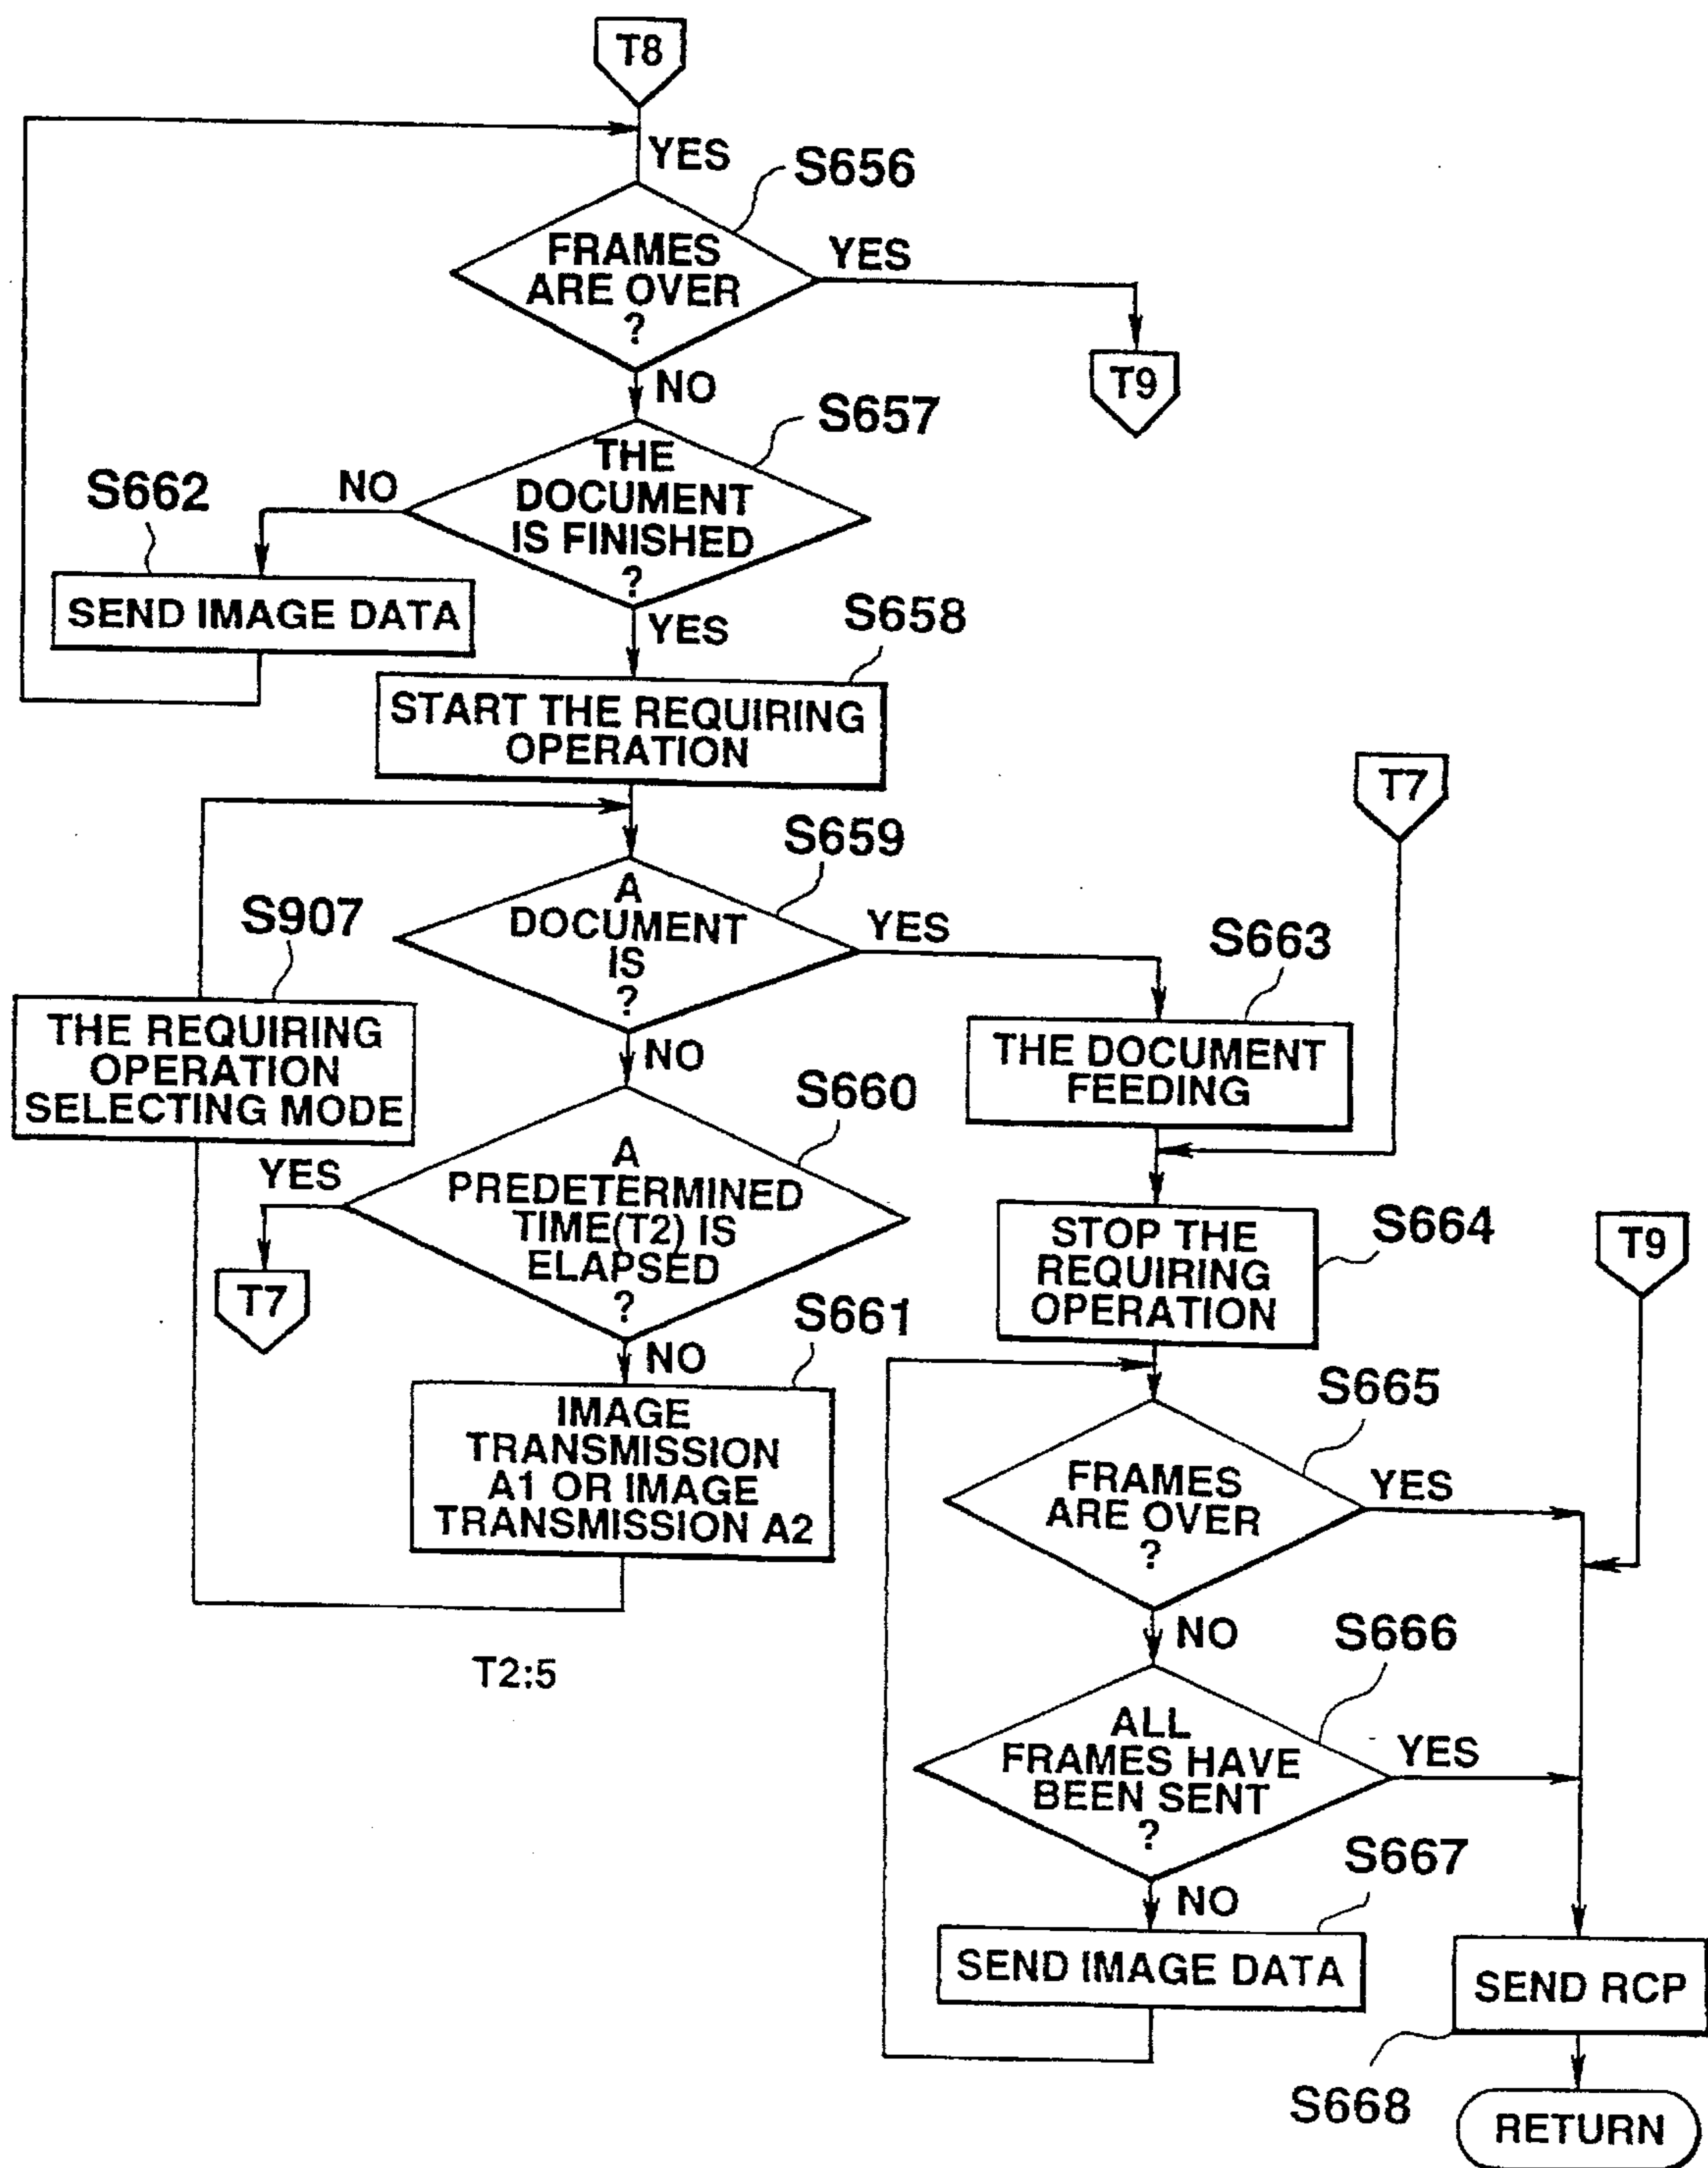 T8
YES
S656
FRAMES
ARE OVER
?
YES
T9
NO
S657
THE
DOCUMENT
IS FINISHED
?
NO
S662
SEND IMAGE DATA
YES
S658
START THE REQUIRING
OPERATION
T7
S659
A
DOCUMENT
IS
?
YES
S907
THE REQUIRING
OPERATION
SELECTING MODE
S663
THE DOCUMENT
FEEDING
NO
S660
A
PREDETERMINED
TIME(T2) IS
ELAPSED
?
YES
T7
S664
STOP THE
REQUIRING
OPERATION
T9
NO
S661
IMAGE
TRANSMISSION
A1 OR IMAGE
TRANSMISSION A2
S665
FRAMES
ARE OVER
?
YES
NO
T2:5
S666
ALL
FRAMES HAVE
BEEN SENT
?
YES
NO
S667
SEND IMAGE DATA
SEND RCP
S668
RETURN